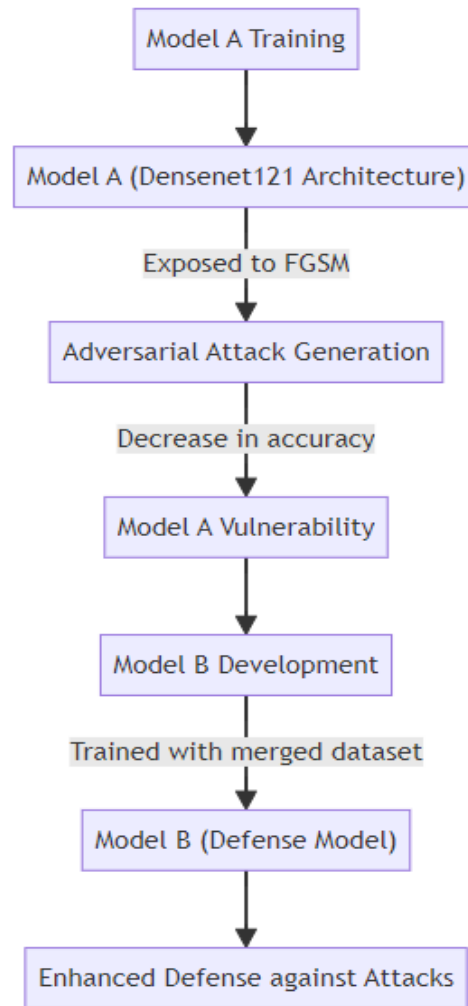 Model A Training
Model A (Densenet121 Architecture)
Exposed to FGSM
Adversarial Attack Generation
Decrease in accuracy
Model A Vulnerability
Model B Development
Trained with merged dataset
Model B (Defense Model)
Enhanced Defense against Attacks